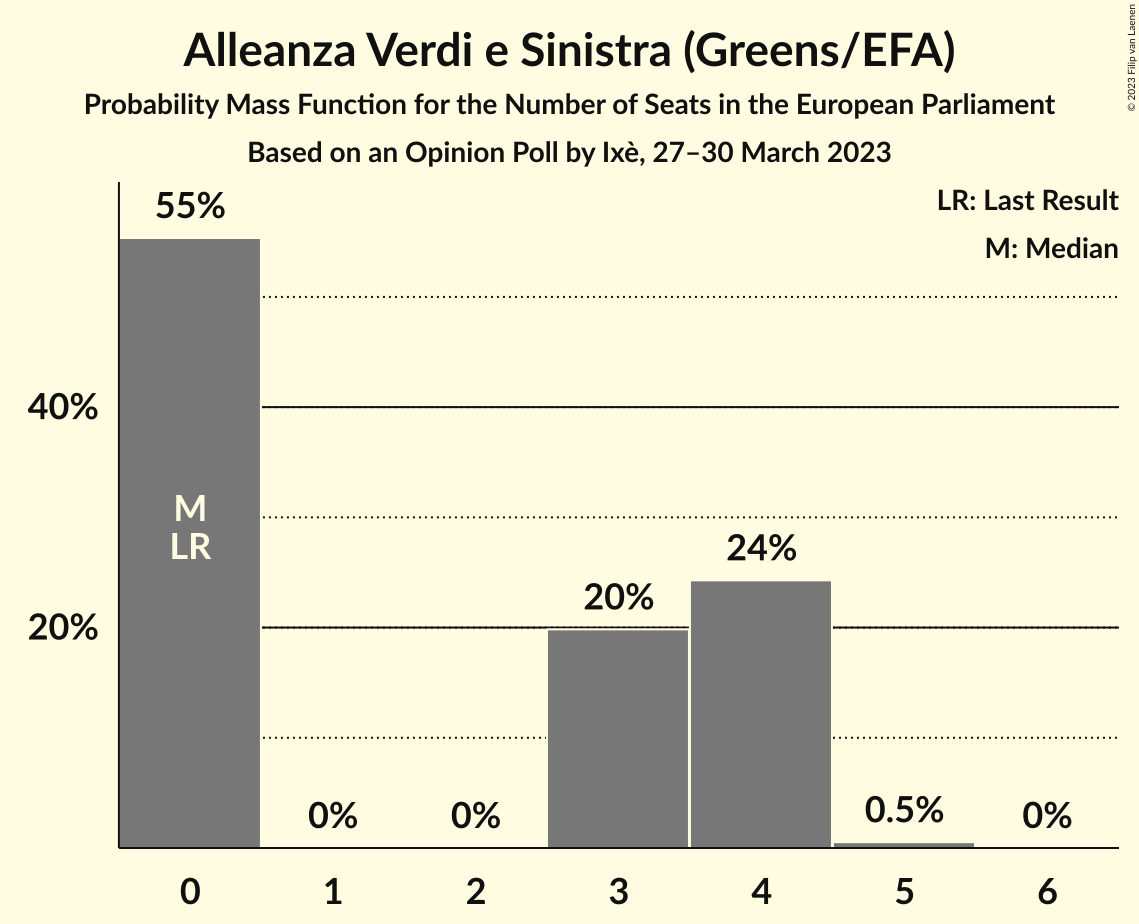 Alleanza Verdi e Sinistra (Greens/EFA)
Probability Mass Function for the Number of Seats in the European Parliament
Based on an Opinion Poll by Ixè, 27–30 March 2023
© 2023 Filip van Laenen
LR: Last Result
M: Median
55%
40%
M
LR
24%
20%
20%
0%
0%
0.5%
0%
0
1
2
3
4
5
6